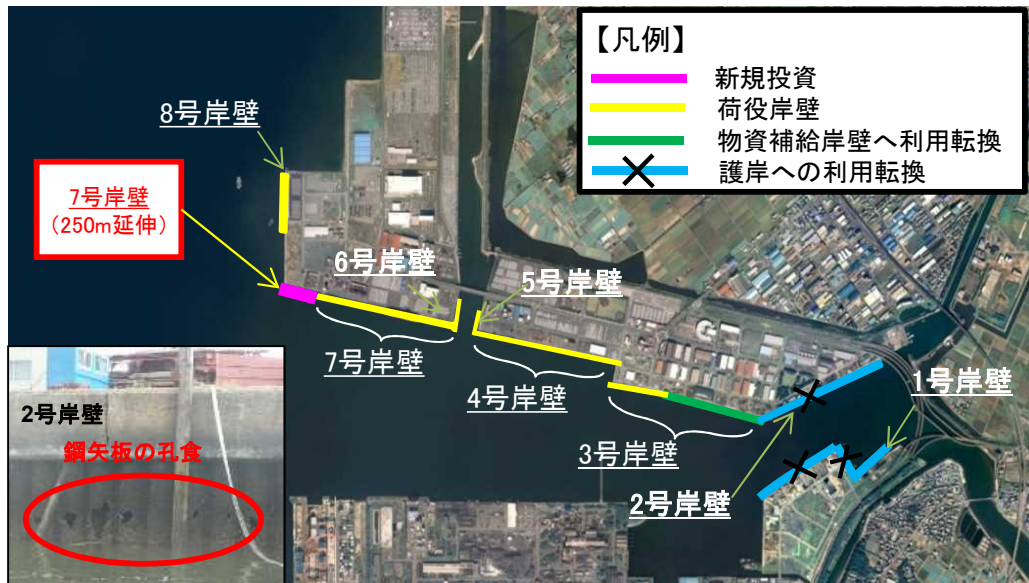 【凡例】
新規投資
荷役岸壁
物資補給岸壁へ利用転換
護岸への利用転換
8号岸壁
7号岸壁
(250m延伸)
6号岸壁
5号岸壁
7号岸壁
4号岸壁
3号岸壁
2号岸壁
1号岸壁
2号岸壁
鋼矢板の孔食